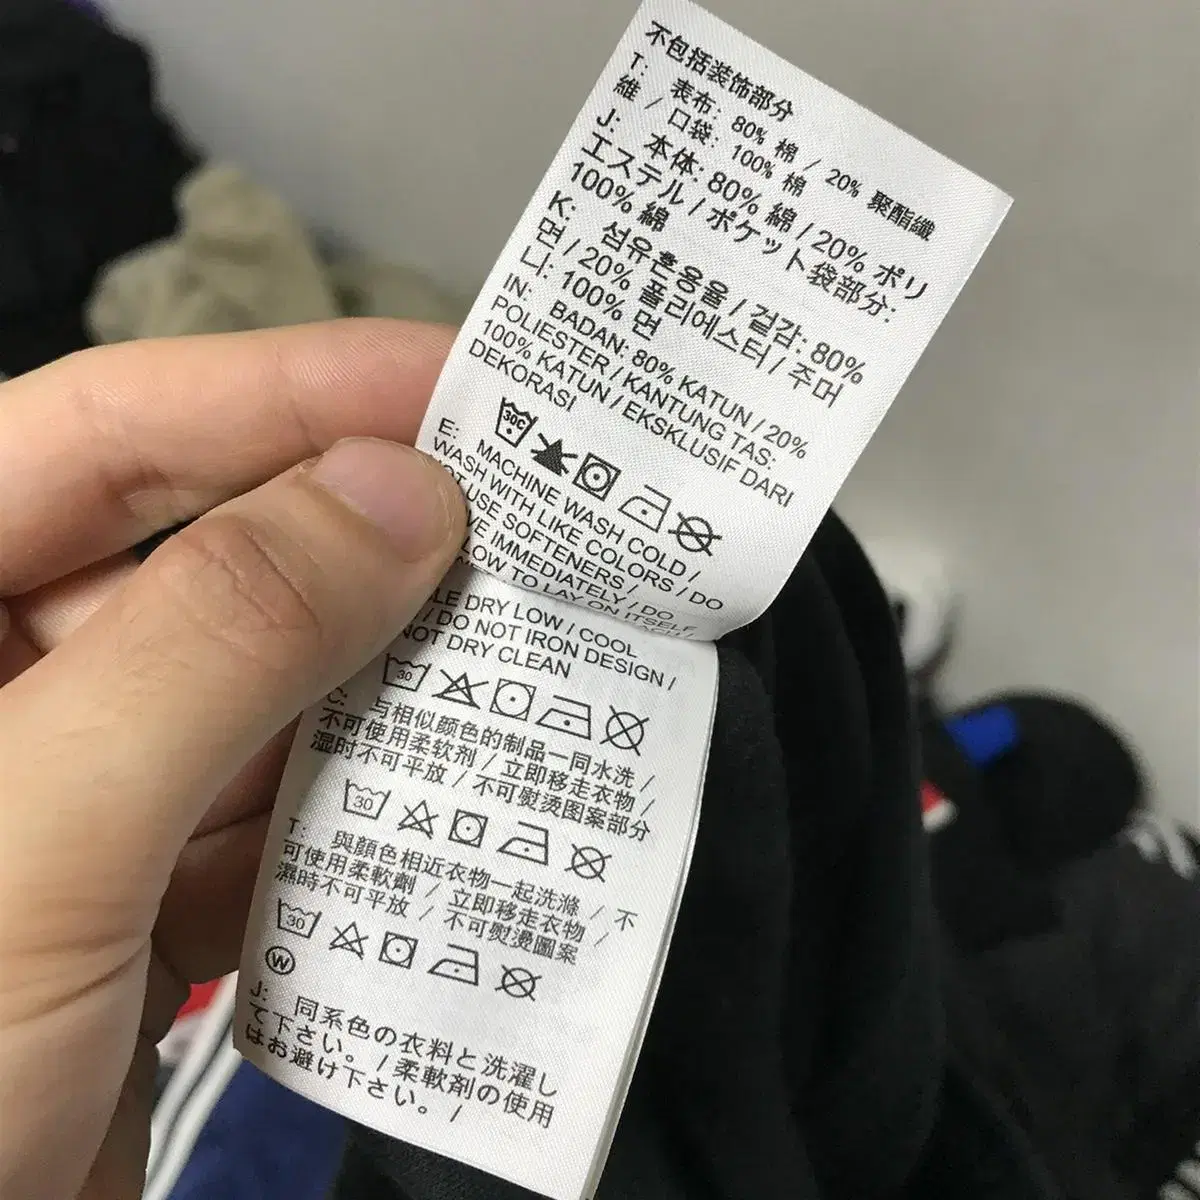 不包括装饰部分
T: 表布: 80% 棉 / 20% 聚酯纖
維 / 口袋: 100% 棉
J: 本体: 80% 綿 / 20% ポリ
エステル / ポケット袋部分:
100% 綿
K: 섬유혼용율 / 겉감: 80%
면 / 20% 폴리에스터 / 주머
니: 100% 면
IN: BADAN: 80% KATUN / 20%
POLIESTER / KANTUNG TAS:
100% KATUN / EKSKLUSIF DARI
DEKORASI
30C
E: MACHINE WASH COLD /
WASH WITH LIKE COLORS / DO
USE SOFTENERS /
IMMEDIATELY / DO
TO LAY ON ITSELF
DRY LOW / COOL
/ DO NOT IRON DESIGN /
NOT DRY CLEAN
30
C: 与相似颜色的制品一同水洗 /
不可使用柔软剂 / 立即移走衣物 /
湿时不可平放 / 不可熨烫图案部分
30
T: 與顏色相近衣物一起洗滌 / 不
可使用柔軟劑 / 立即移走衣物 /
濕時不可平放 / 不可熨燙圖案
30
W
J: 同系色の衣料と洗濯し
て下さい。 / 柔軟剤の使用
はお避け下さい。 /